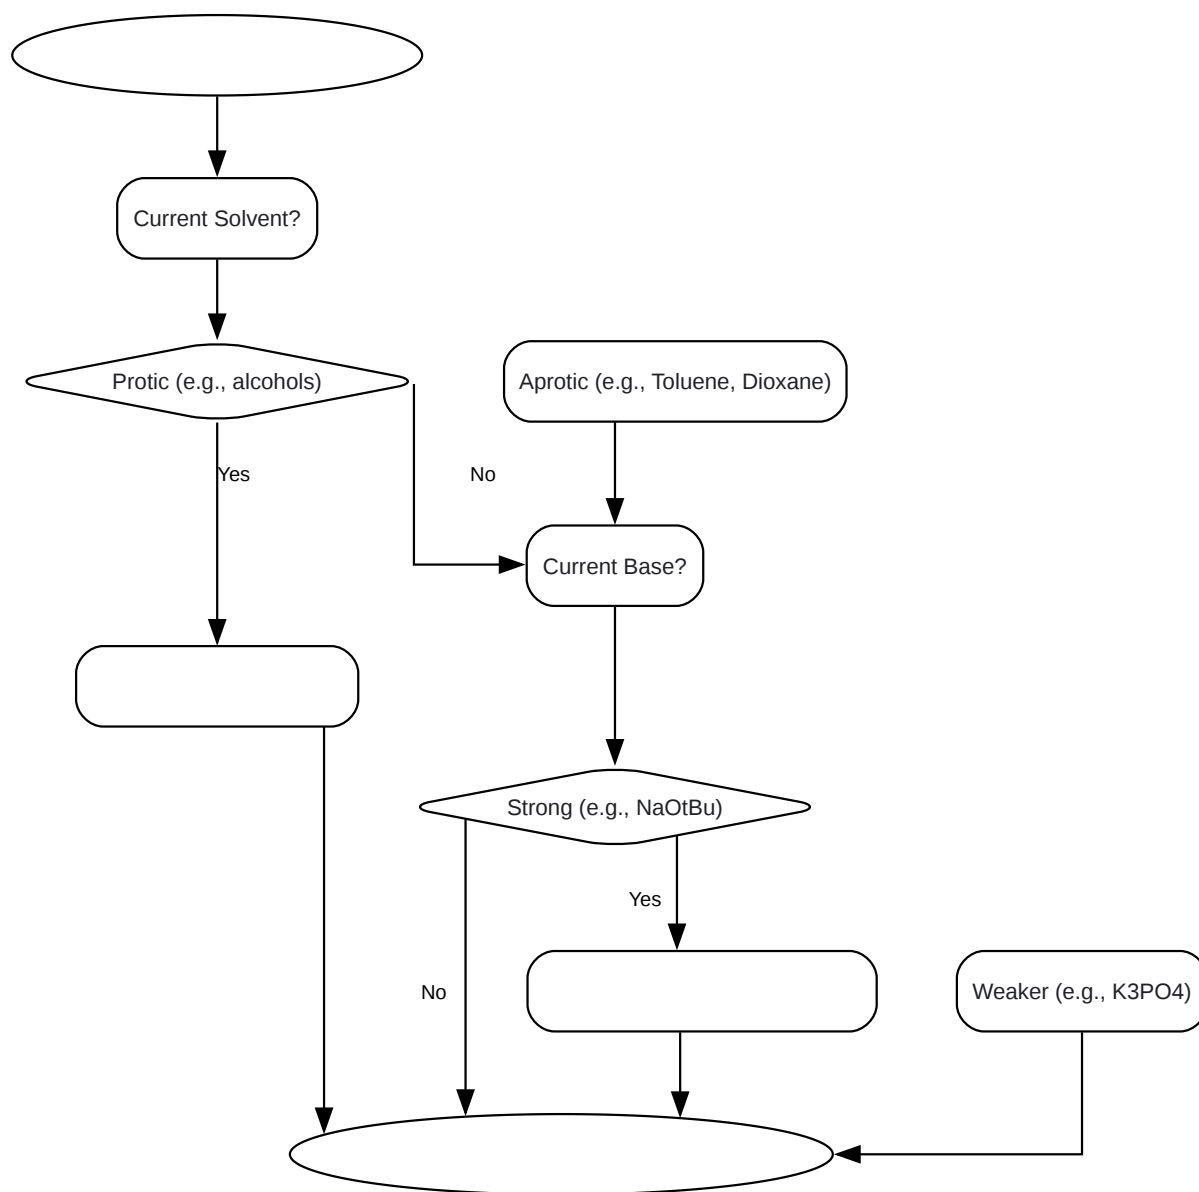 Current Solvent?
Protic (e.g., alcohols)
Aprotic (e.g., Toluene, Dioxane)
Yes
No
Current Base?
Strong (e.g., NaOtBu)
Yes
No
Weaker (e.g., K3PO4)